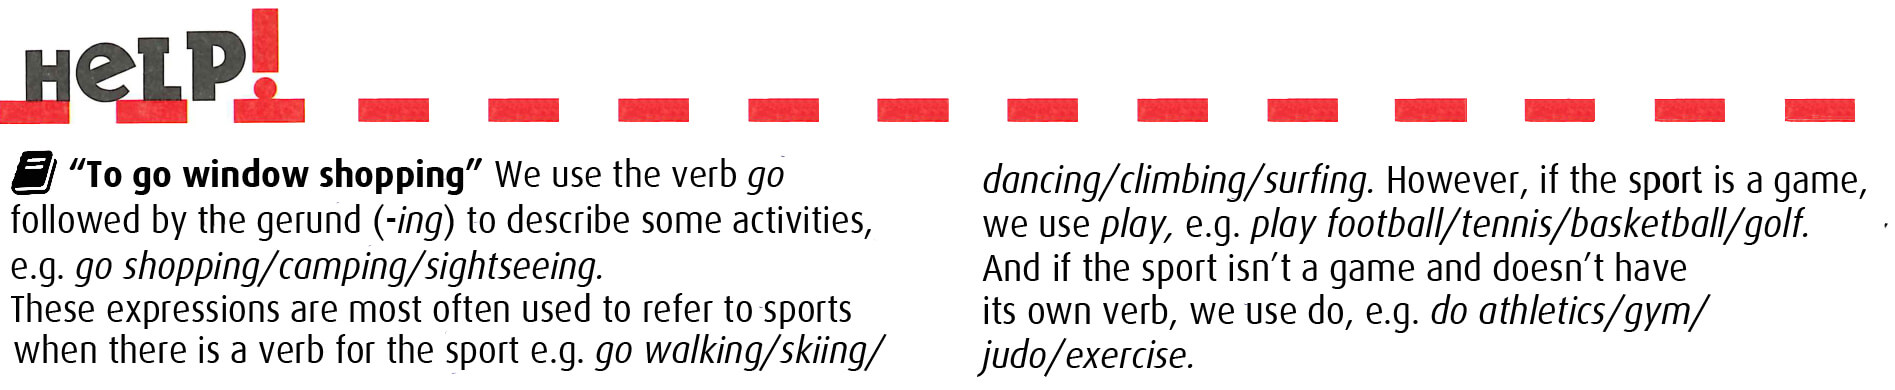 HeLP!
“To go window shopping” We use the verb go
followed by the gerund (-ing) to describe some activities,
e.g. go shopping/camping/sightseeing.
These expressions are most often used to refer to sports
when there is a verb for the sport e.g. go walking/skiing/
dancing/climbing/surfing. However, if the sport is a game,
we use play, e.g. play football/tennis/basketball/golf.
And if the sport isn’t a game and doesn’t have
its own verb, we use do, e.g. do athletics/gym/
judo/exercise.